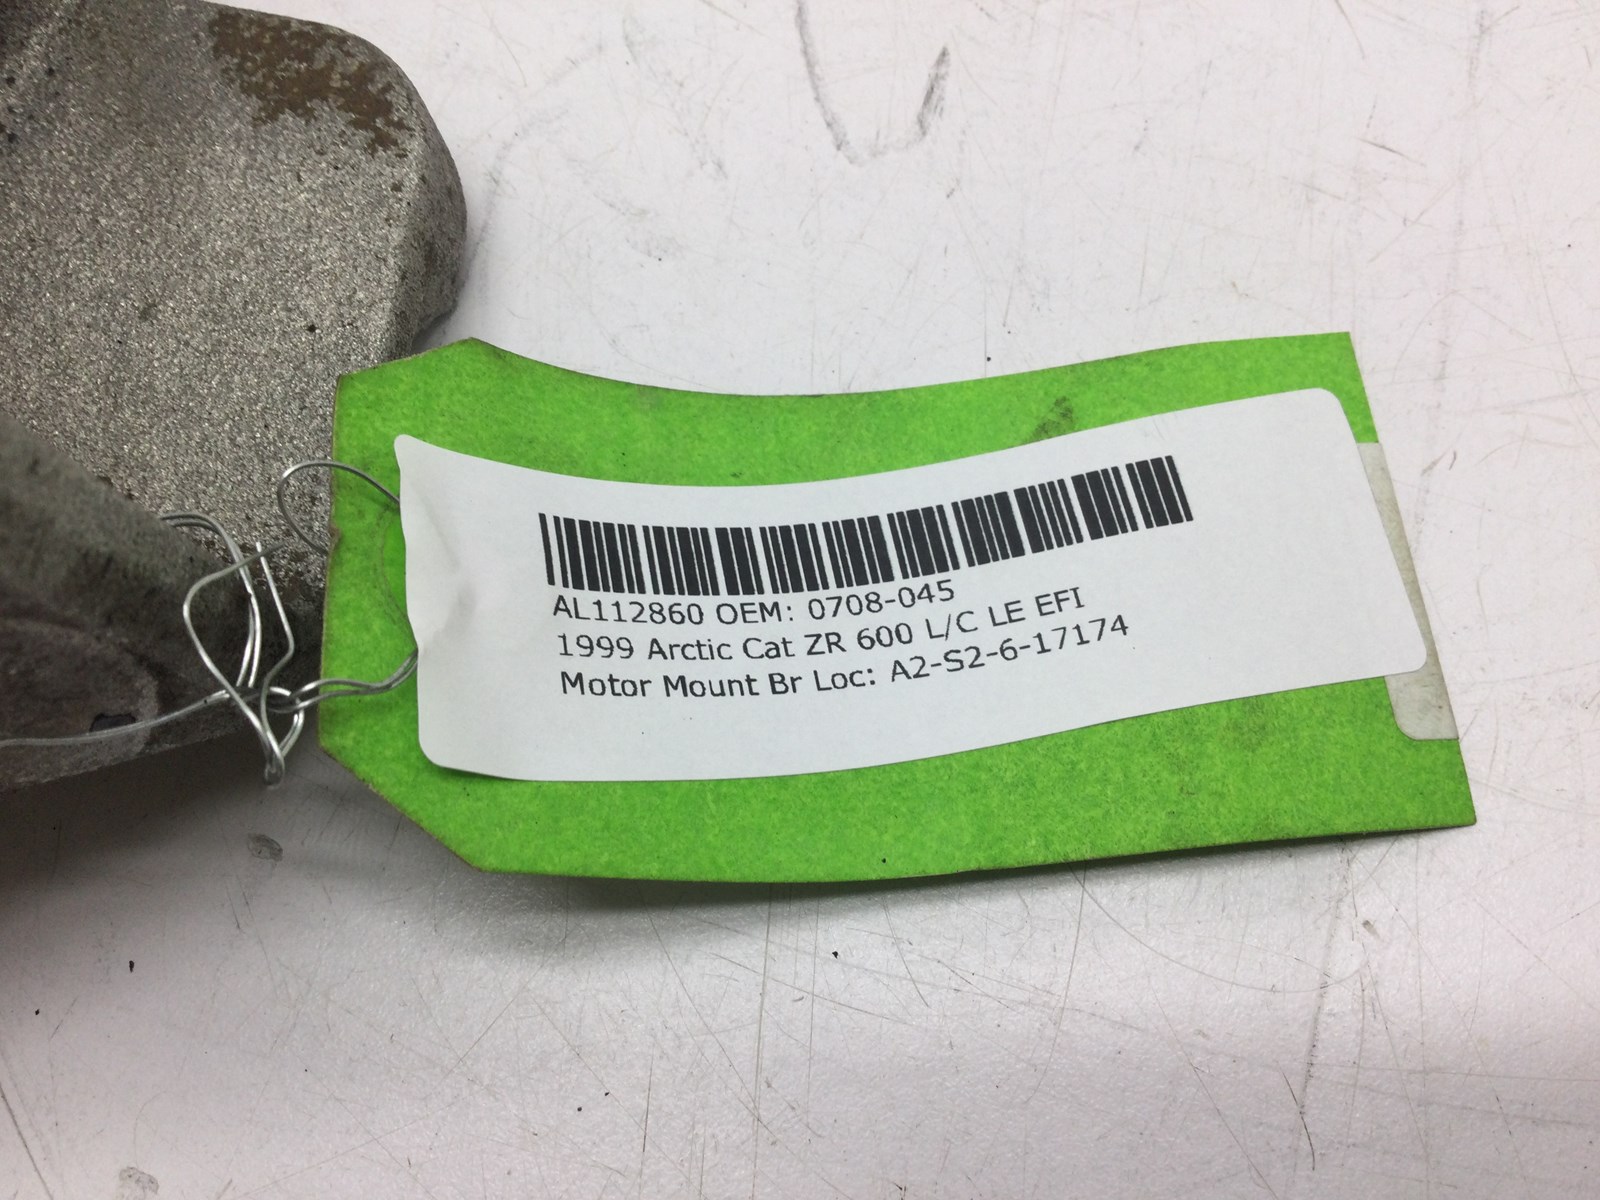 AL112860 OEM: 0708-045
1999 Arctic Cat ZR 600 L/C LE EFI
Motor Mount Br Loc: A2-S2-6-17174